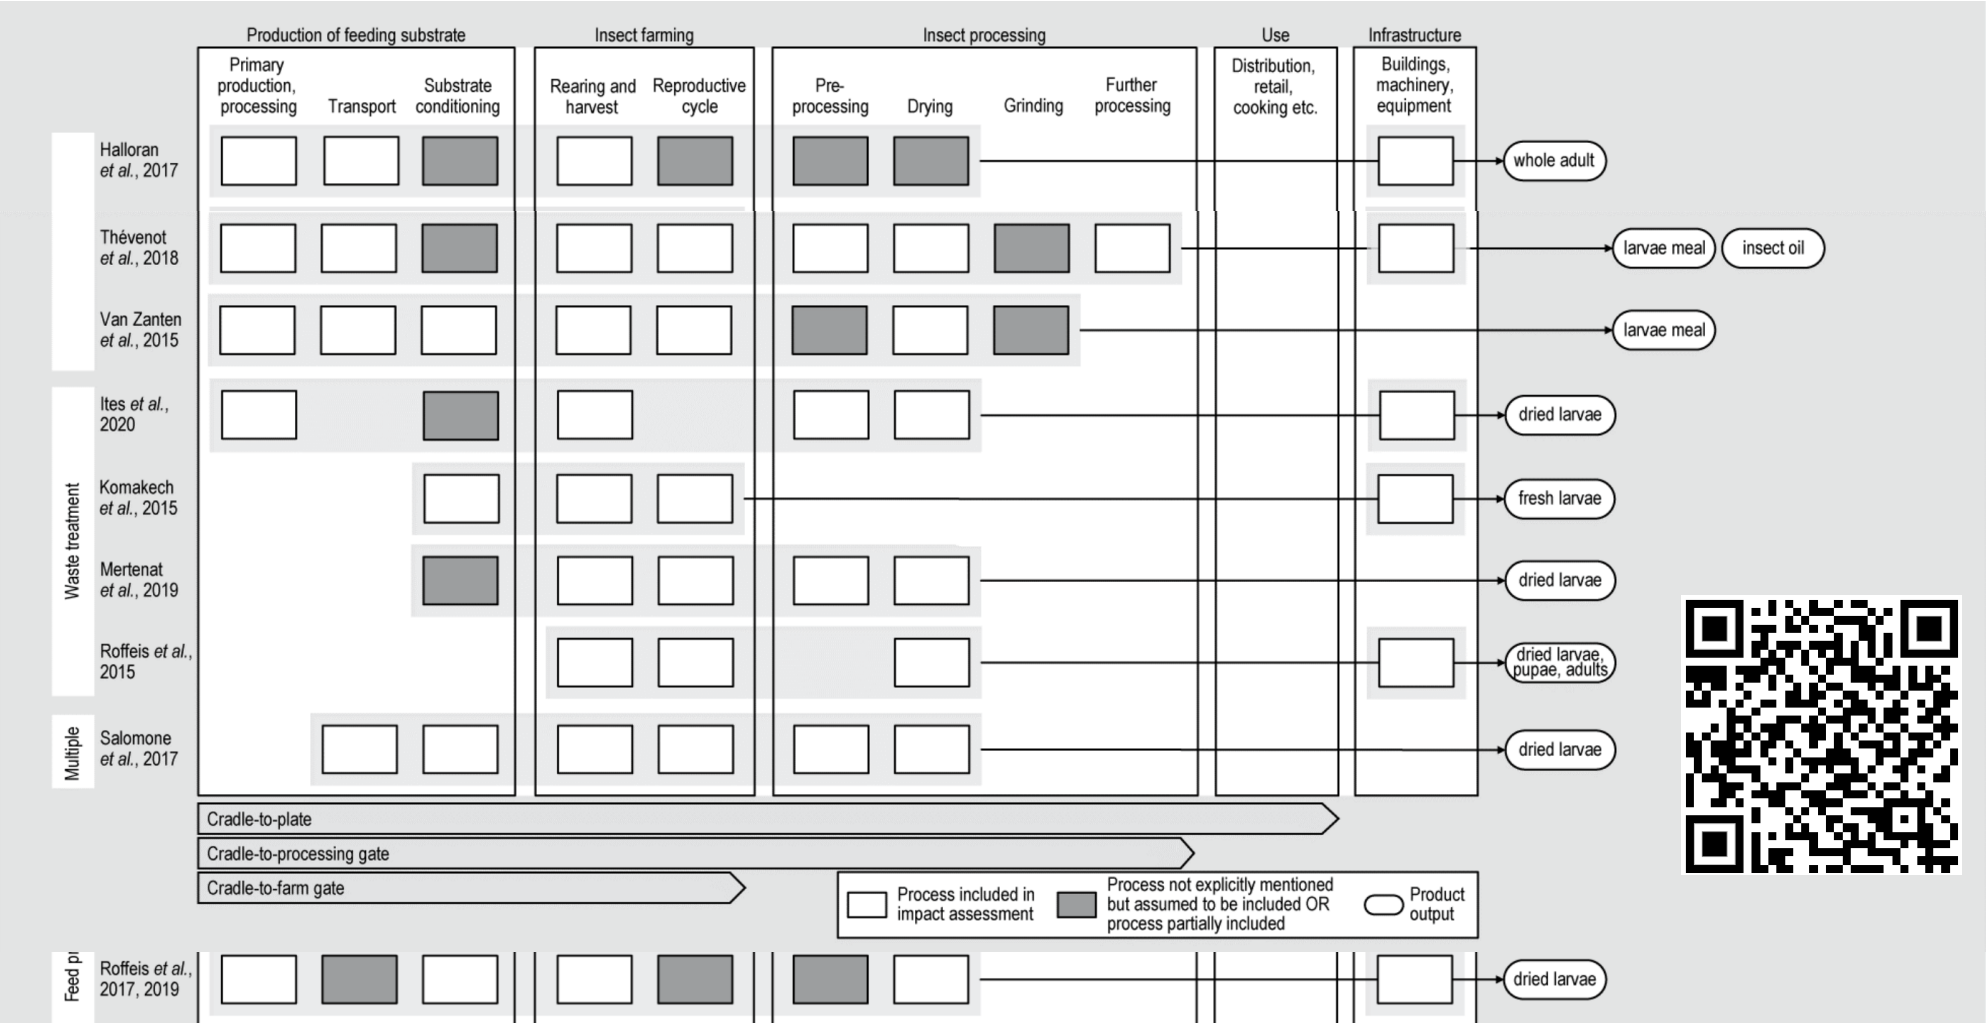 Production of feeding substrate
Insect farming
Insect processing
Use
Infrastructure
Primary
production,
processing
Transport
Substrate
conditioning
Rearing and
harvest
Reproductive
cycle
Pre-
processing
Drying
Grinding
Further
processing
Distribution,
retail,
cooking etc.
Buildings,
machinery,
equipment
Halloran
et al., 2017
whole adult
Thévenot
et al., 2018
larvae meal
insect oil
Van Zanten
et al., 2015
larvae meal
Waste treatment
Ites et al.,
2020
dried larvae
Komakech
et al., 2015
fresh larvae
Mertenat
et al., 2019
dried larvae
Roffeis et al.,
2015
dried larvae,
pupae, adults
Multiple
Salomone
et al., 2017
dried larvae
Cradle-to-plate
Cradle-to-processing gate
Cradle-to-farm gate
Process included in
impact assessment
Process not explicitly mentioned
but assumed to be included OR
process partially included
Product
output
Feed
Roffeis et al.,
2017, 2019
dried larvae